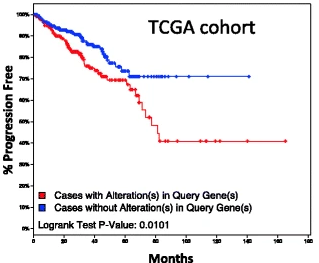 TCGA cohort
% Progression Free
100%
90%
80%
70%
60%
50%
40%
30%
20%
10%
0%
Cases with Alteration(s) in Query Gene(s)
Cases without Alteration(s) in Query Gene(s)
Logrank Test P-Value: 0.0101
0 20 40 60 80 100 120 140 160 180
Months